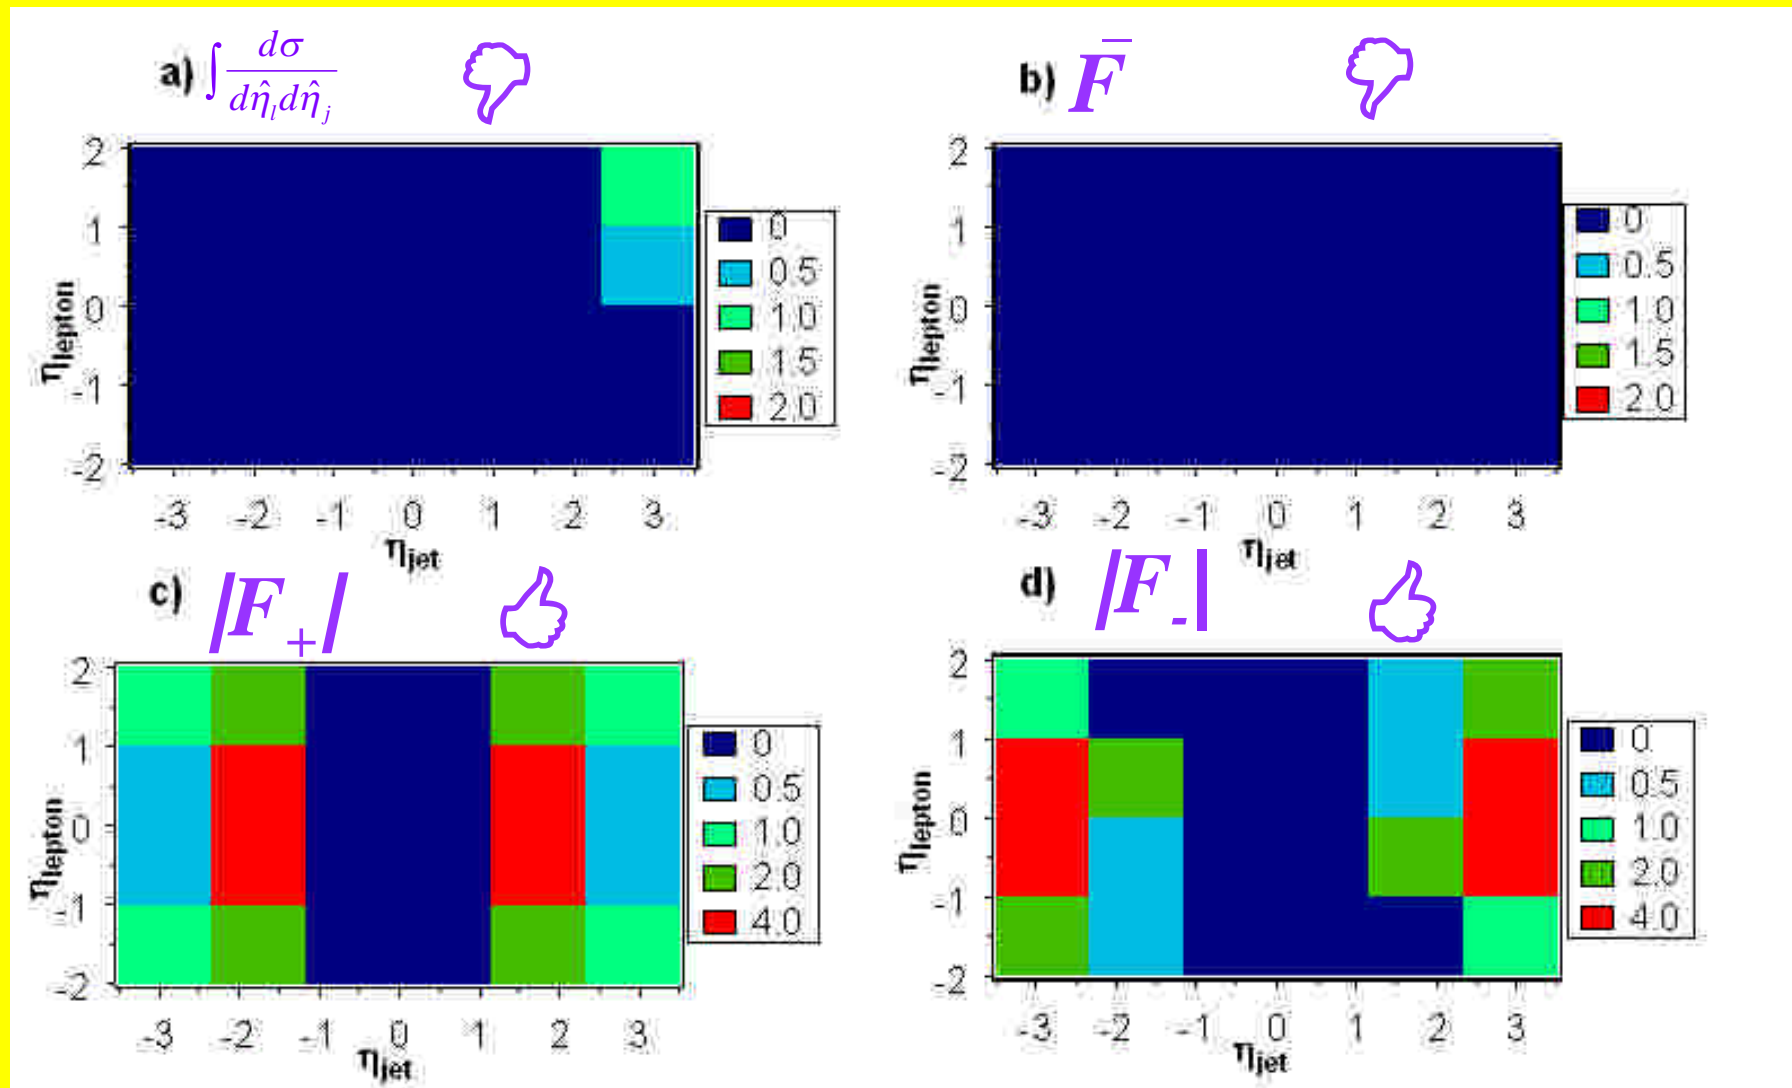 a) ∫ dσ / dη̂_l dη̂_j
2
1
0
-1
-2
η_lepton
-3 -2 -1 0 1 2 3
η_jet
0
0.5
1.0
1.5
2.0
b) F̄
2
1
0
-1
-2
η_lepton
-3 -2 -1 0 1 2 3
η_jet
0
0.5
1.0
1.5
2.0
c) |F_+|
2
1
0
-1
-2
η_lepton
-3 -2 -1 0 1 2 3
η_jet
0
0.5
1.0
2.0
4.0
d) |F_-|
2
1
0
-1
-2
η_lepton
-3 -2 -1 0 1 2 3
η_jet
0
0.5
1.0
2.0
4.0